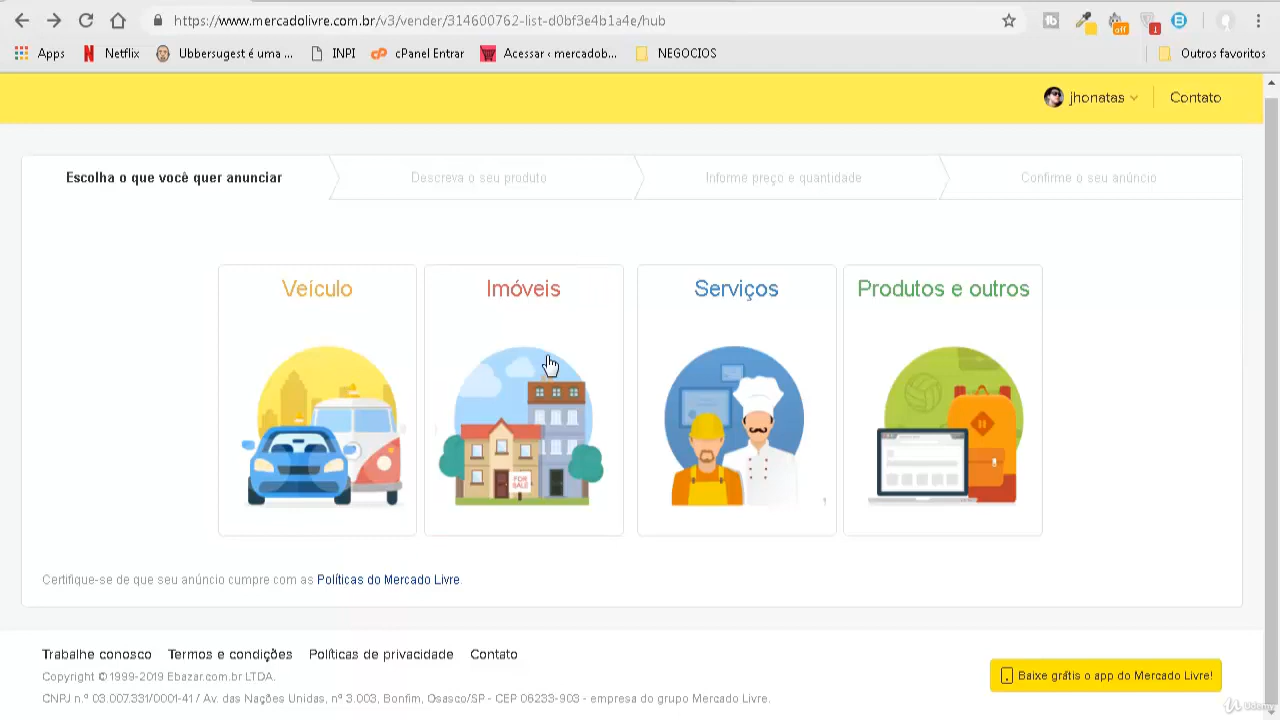 https://www.mercadolivre.com.br/v3/vender/314600762-list-d0bf3e4b1a4e/hub
off
1
Apps Netflix Ubbersugest é uma ... INPI cPanel Entrar Acessar ‹ mercadob... NEGOCIOS Outros favoritos
jhonatas Contato
Escolha o que você quer anunciar Descreva o seu produto Informe preço e quantidade Confirme o seu anúncio
Veículo Imóveis Serviços Produtos e outros
FOR SALE
Certifique-se de que seu anúncio cumpre com as Políticas do Mercado Livre.
Trabalhe conosco Termos e condições Políticas de privacidade Contato
Copyright © 1999-2019 Ebazar.com.br LTDA.
Baixe grátis o app do Mercado Livre!
CNPJ n.º 03.007.331/0001-41 / Av. das Nações Unidas, nº 3.003, Bonfim, Osasco/SP - CEP 06233-903 - empresa do grupo Mercado Livre.
Udemy